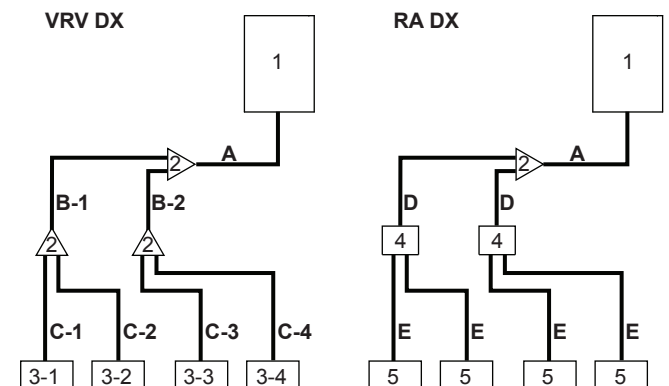 VRV DX RA DX
1 1
2 A 2 A
B-1 B-2 D D
2 2 4 4
C-1 C-2 C-3 C-4 E E E E
3-1 3-2 3-3 3-4 5 5 5 5